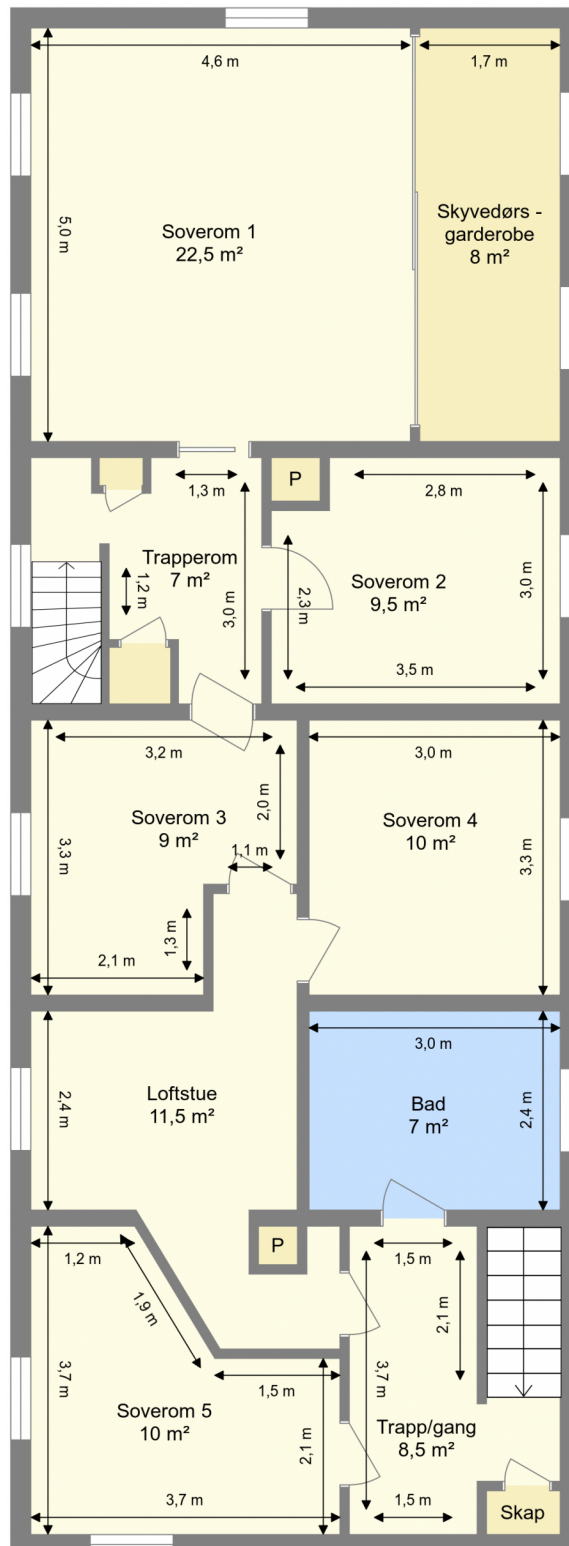 4,6 m
1,7 m
5,0 m
Soverom 1
22,5 m²
Skyvedørs -
garderobe
8 m²
1,3 m
P
2,8 m
Trapperom
7 m²
1,2 m
3,0 m
2,3 m
Soverom 2
9,5 m²
3,0 m
3,5 m
3,2 m
3,0 m
Soverom 3
9 m²
2,0 m
1,1 m
3,3 m
Soverom 4
10 m²
3,3 m
1,3 m
2,1 m
3,0 m
2,4 m
Loftstue
11,5 m²
Bad
7 m²
2,4 m
1,2 m
P
1,5 m
1,9 m
2,1 m
3,7 m
1,5 m
3,7 m
Soverom 5
10 m²
2,1 m
Trapp/gang
8,5 m²
3,7 m
1,5 m
Skap